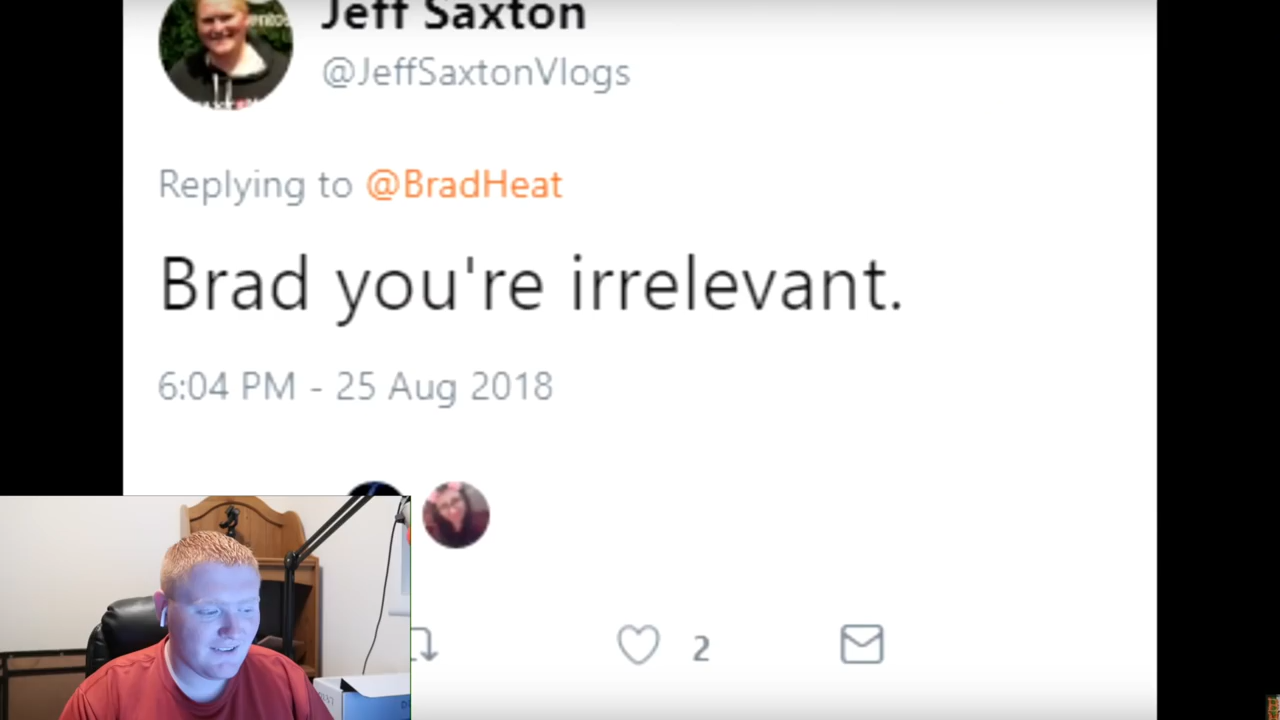 Jeff Saxton
@JeffSaxtonVlogs
Replying to @BradHeat
Brad you're irrelevant.
6:04 PM - 25 Aug 2018
2